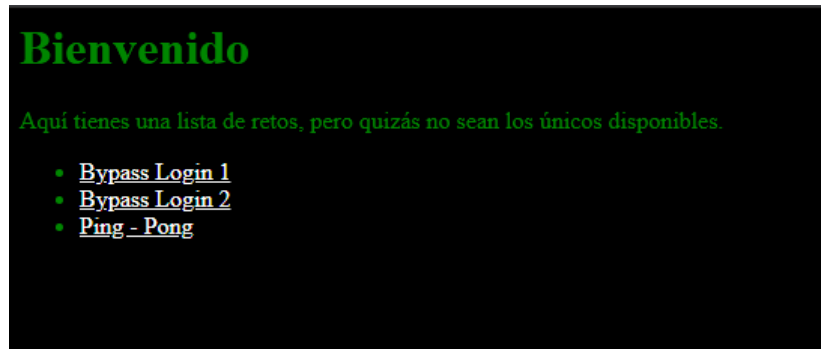 Bienvenido
Aquí tienes una lista de retos, pero quizás no sean los únicos disponibles.
Bypass Login 1
Bypass Login 2
Ping - Pong